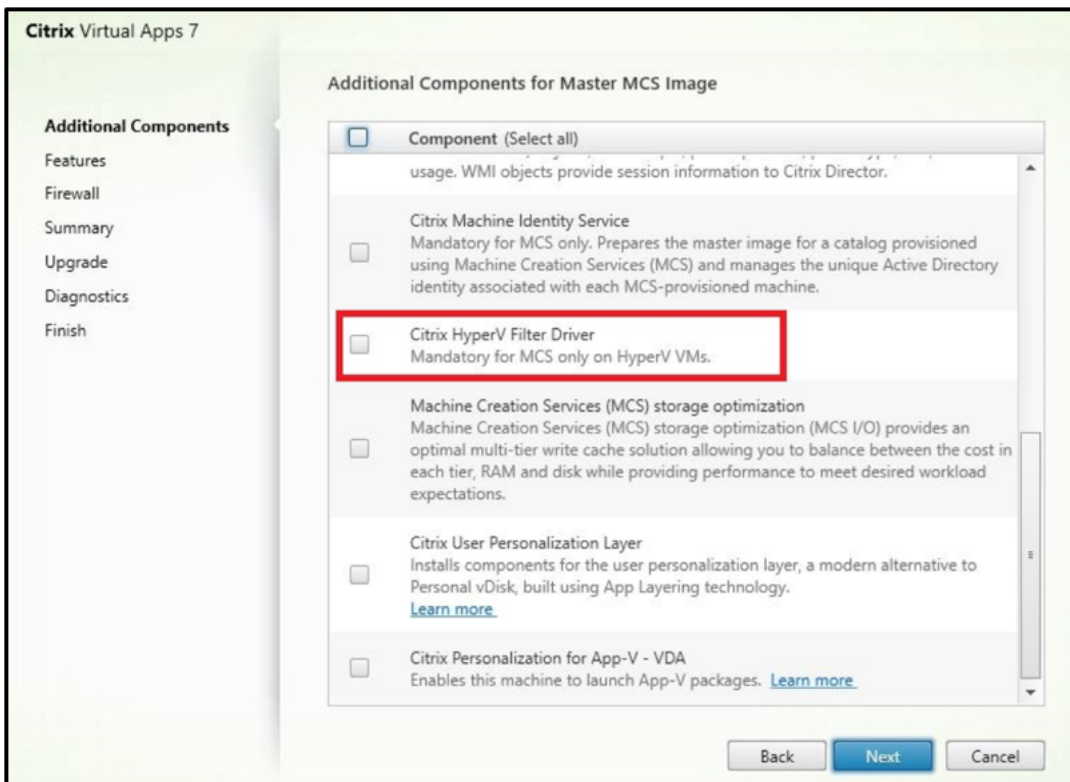 Citrix Virtual Apps 7
Additional Components for Master MCS Image
Additional Components
Features
Firewall
Summary
Upgrade
Diagnostics
Finish
Component (Select all)
usage. WMI objects provide session information to Citrix Director.
Citrix Machine Identity Service
Mandatory for MCS only. Prepares the master image for a catalog provisioned
using Machine Creation Services (MCS) and manages the unique Active Directory
identity associated with each MCS-provisioned machine.
Citrix HyperV Filter Driver
Mandatory for MCS only on HyperV VMs.
Machine Creation Services (MCS) storage optimization
Machine Creation Services (MCS) storage optimization (MCS I/O) provides an
optimal multi-tier write cache solution allowing you to balance between the cost in
each tier, RAM and disk while providing performance to meet desired workload
expectations.
Citrix User Personalization Layer
Installs components for the user personalization layer, a modern alternative to
Personal vDisk, built using App Layering technology.
Learn more
Citrix Personalization for App-V - VDA
Enables this machine to launch App-V packages. Learn more
Back Next Cancel